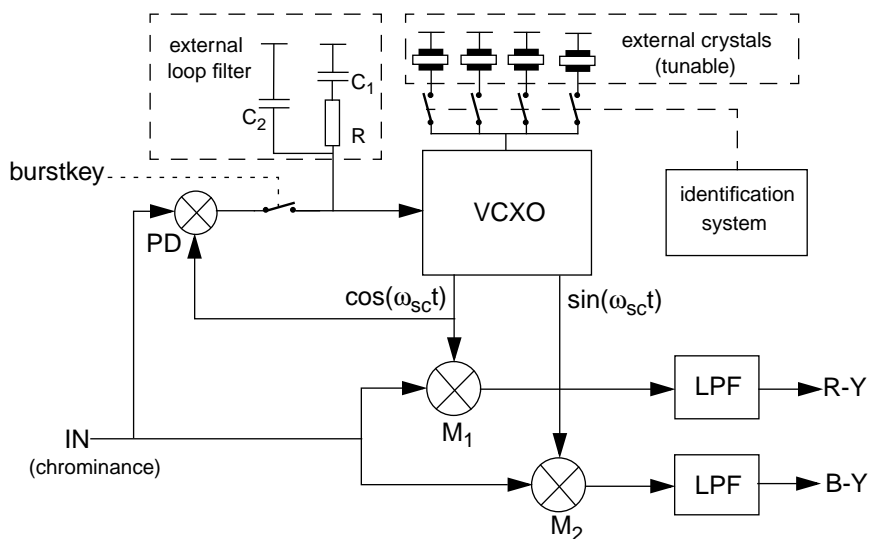 external
loop filter
C1
C2
R
external crystals
(tunable)
burstkey
PD
VCXO
identification
system
cos(ωsct)
sin(ωsct)
M1
LPF
R-Y
IN
(chrominance)
M2
LPF
B-Y